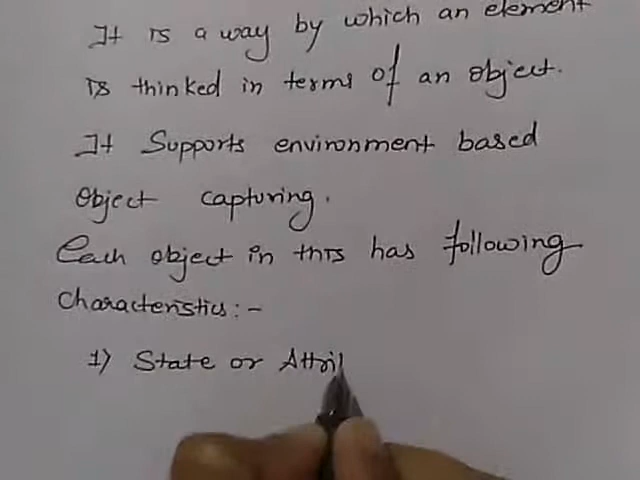 It is a way by which an element
is thinked in terms of an object.
It Supports environment based
Object capturing.
Each object in this has following
Characteristics:-
1) State or Attri